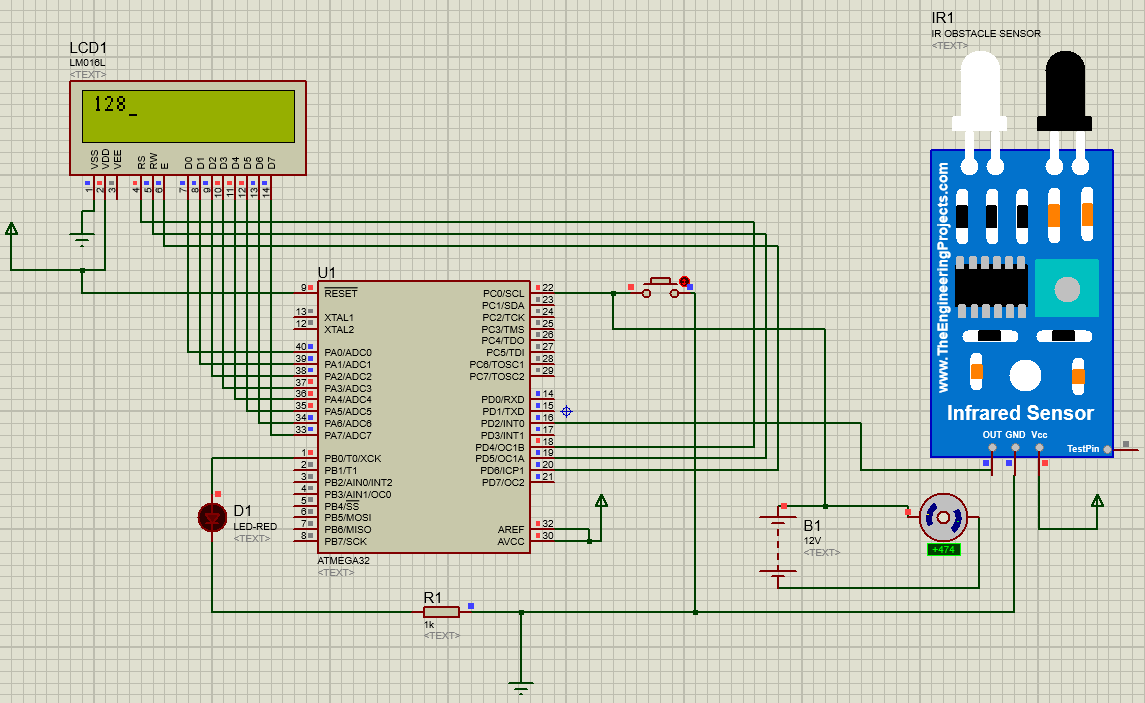 IR1
IR OBSTACLE SENSOR
<TEXT>
LCD1
LM016L
<TEXT>
128_
VSS VDD VEE RS RW E D0 D1 D2 D3 D4 D5 D6 D7
1 2 3 4 5 6 7 8 9 10 11 12 13 14
www.TheEngineeringProjects.com
Infrared Sensor
OUT GND Vcc
TestPin
U1
9 RESET PC0/SCL 22
PC1/SDA 23
13 XTAL1 PC2/TCK 24
12 XTAL2 PC3/TMS 25
PC4/TDO 26
40 PA0/ADC0 PC5/TDI 27
39 PA1/ADC1 PC6/TOSC1 28
38 PA2/ADC2 PC7/TOSC2 29
37 PA3/ADC3
36 PA4/ADC4 PD0/RXD 14
35 PA5/ADC5 PD1/TXD 15
34 PA6/ADC6 PD2/INT0 16
33 PA7/ADC7 PD3/INT1 17
PD4/OC1B 18
1 PB0/T0/XCK PD5/OC1A 19
2 PB1/T1 PD6/ICP1 20
3 PB2/AIN0/INT2 PD7/OC2 21
4 PB3/AIN1/OC0
5 PB4/SS
6 PB5/MOSI
7 PB6/MISO AREF 32
8 PB7/SCK AVCC 30
ATMEGA32
<TEXT>
D1
LED-RED
<TEXT>
B1
12V
<TEXT>
+474
R1
1k
<TEXT>